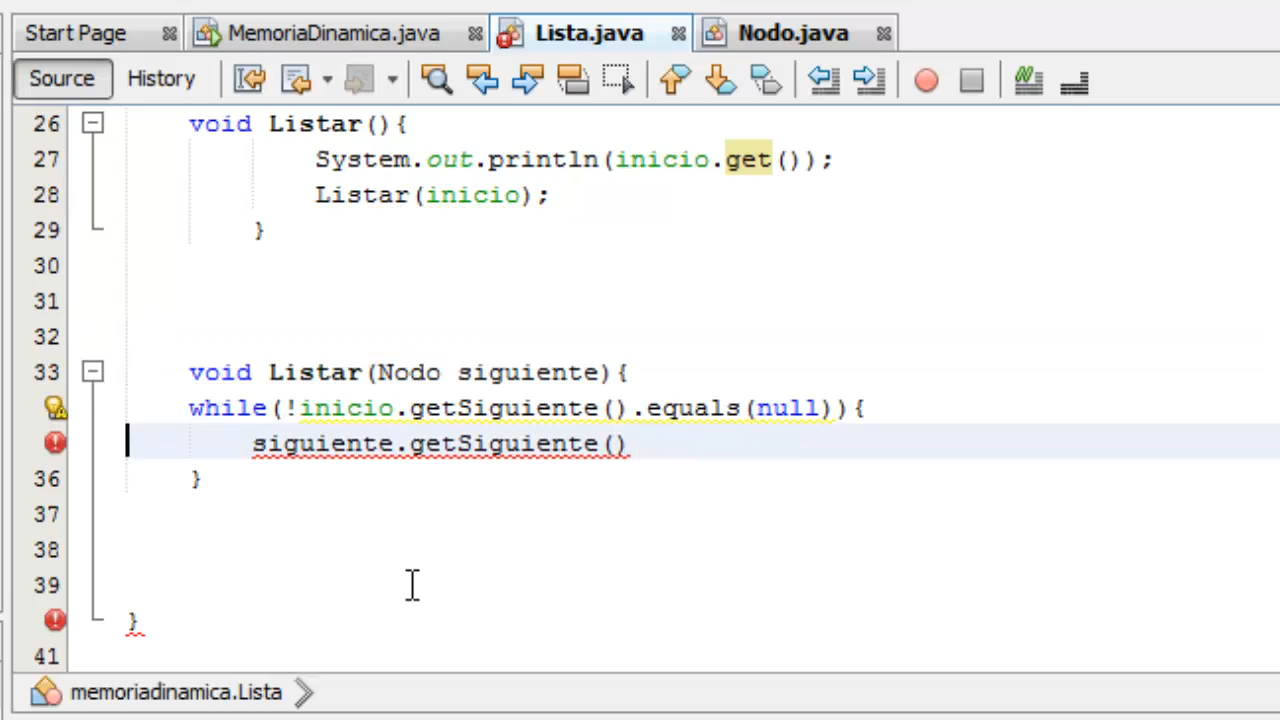 Start Page MemoriaDinamica.java Lista.java Nodo.java
Source History
26 void Listar(){
27 System.out.println(inicio.get());
28 Listar(inicio);
29 }
30
31
32
33 void Listar(Nodo siguiente){
while(!inicio.getSiguiente().equals(null)){
siguiente.getSiguiente()
36 }
37
38
39
}
41
memoriadinamica.Lista